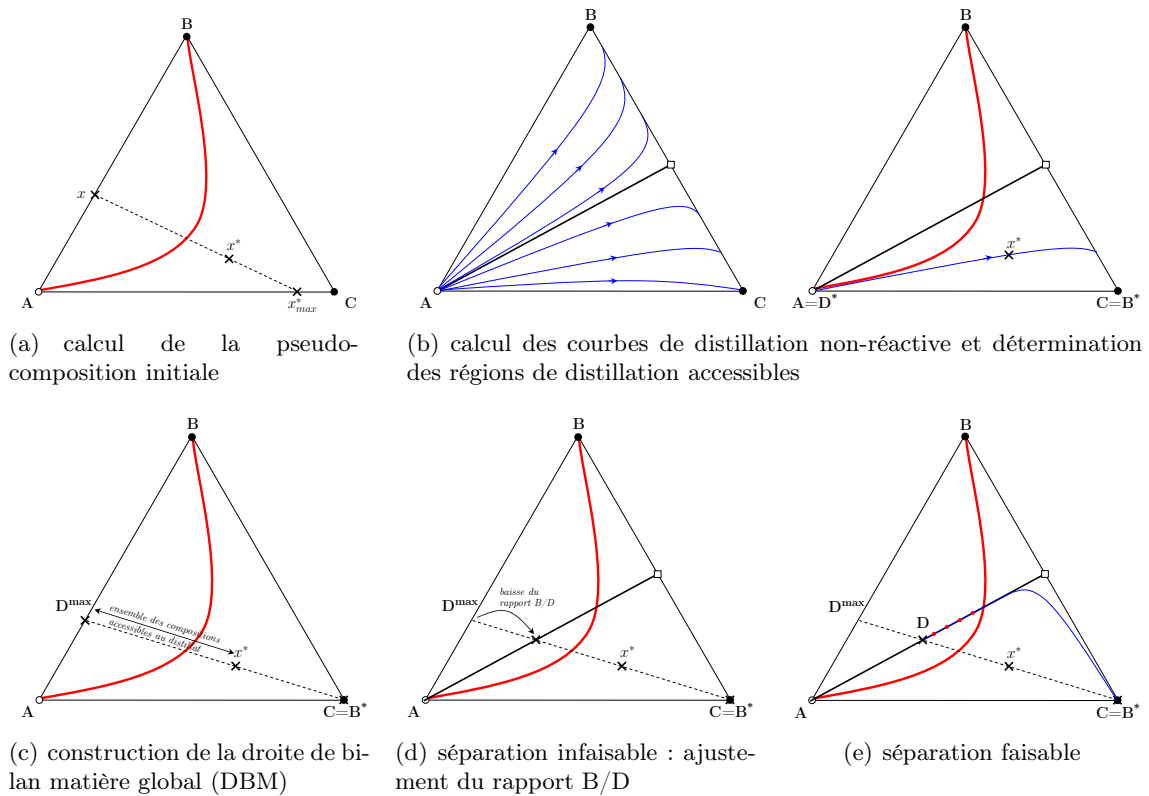 B
x
x*
A
x*max
C
(a) calcul de la pseudo-
composition initiale
B
A
C
B
x*
A=D*
C=B*
(b) calcul des courbes de distillation non-réactive et détermination
des régions de distillation accessibles
B
Dmax
ensemble des compositions
accessibles au distillat
x*
A
C=B*
(c) construction de la droite de bi-
lan matière global (DBM)
B
Dmax
baisse du
rapport B/D
x*
A
C=B*
(d) séparation infaisable : ajuste-
ment du rapport B/D
B
Dmax
D
x*
A
C=B*
(e) séparation faisable